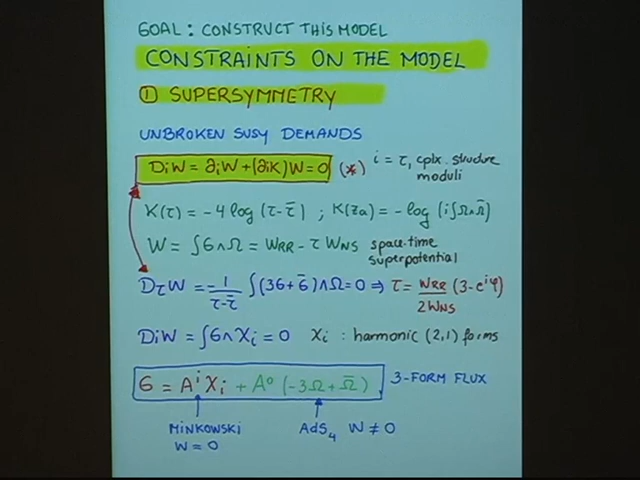 GOAL : CONSTRUCT THIS MODEL
CONSTRAINTS ON THE MODEL
① SUPERSYMMETRY
UNBROKEN SUSY DEMANDS
DiW = ∂iW + (∂iK)W = 0 (*) i = τ, cplx. structure moduli
K(τ) = -4 log (τ-τ̄) ; K(za) = -log (i∫Ω∧Ω̄)
W = ∫G∧Ω = WRR - τ WNS space-time superpotential
DτW = -1/(τ-τ̄) ∫(3G+Ḡ)∧Ω = 0 ⇒ τ = WRR/2WNS (3-e^iφ)
DiW = ∫G∧χi = 0 χi : harmonic (2,1) forms
G = A^i χi + A^0 (-3Ω + Ω̄) 3-FORM FLUX
MINKOWSKI AdS4 W ≠ 0
W = 0